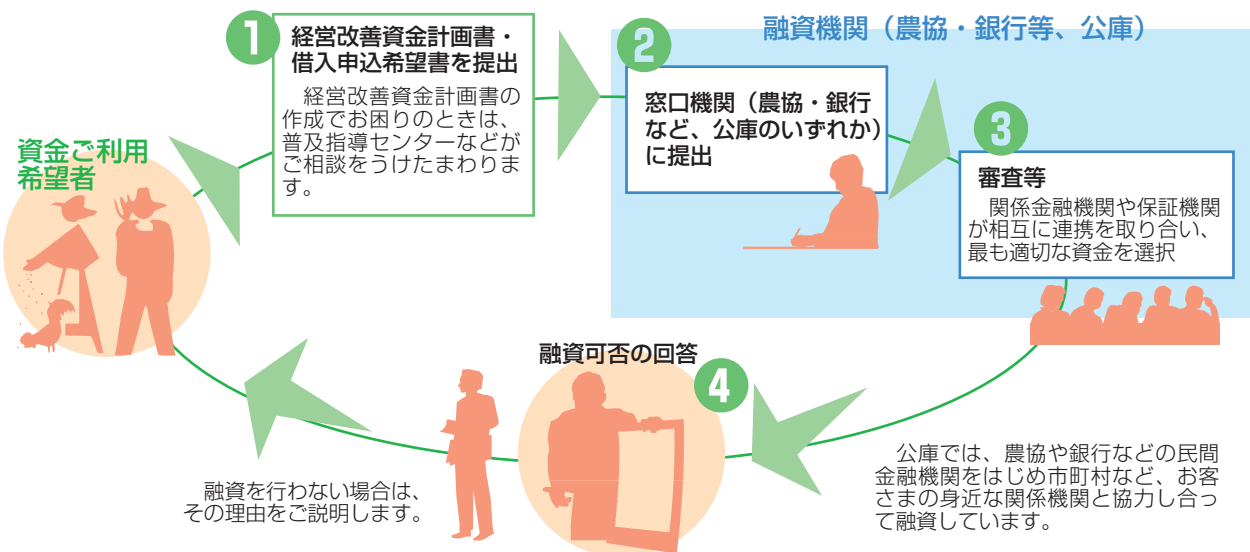 資金ご利用
希望者
1
経営改善資金計画書・
借入申込希望書を提出
経営改善資金計画書の
作成でお困りのときは、
普及指導センターなどが
ご相談をうけたまわりま
す。
融資機関（農協・銀行等、公庫）
2
窓口機関（農協・銀行
など、公庫のいずれか）
に提出
3
審査等
関係金融機関や保証機関
が相互に連携を取り合い、
最も適切な資金を選択
融資可否の回答
4
公庫では、農協や銀行などの民間
金融機関をはじめ市町村など、お客
さまの身近な関係機関と協力し合っ
て融資しています。
融資を行わない場合は、
その理由をご説明します。